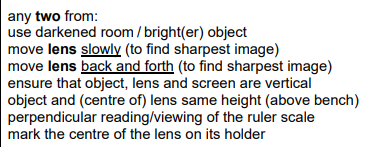 any two from:
use darkened room / bright(er) object
move lens slowly (to find sharpest image)
move lens back and forth (to find sharpest image)
ensure that object, lens and screen are vertical
object and (centre of) lens same height (above bench)
perpendicular reading/viewing of the ruler scale
mark the centre of the lens on its holder